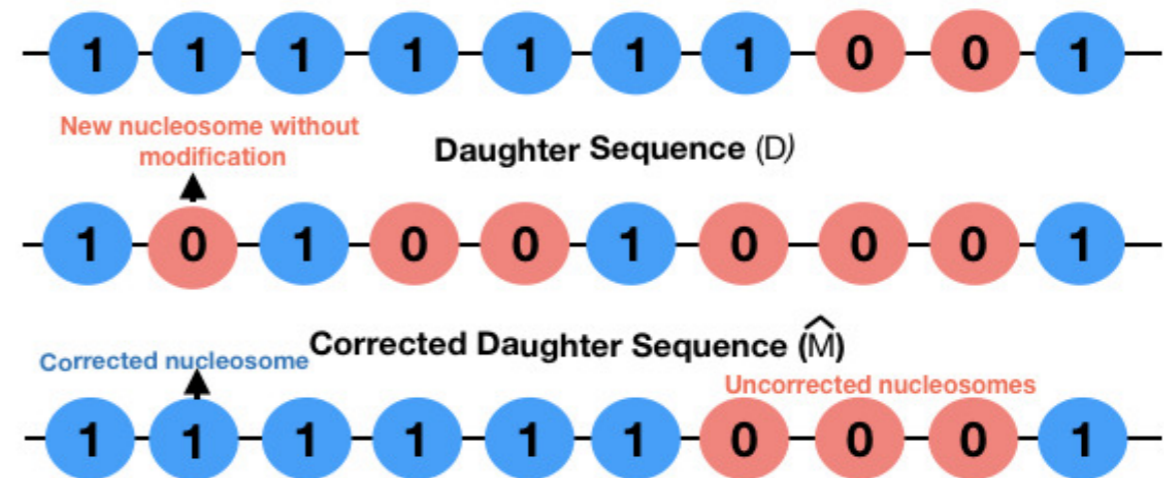 1 1 1 1 1 1 1 0 0 1
New nucleosome without
modification
Daughter Sequence (D)
1 0 1 0 0 1 0 0 0 1
Corrected Daughter Sequence (M̂)
Corrected nucleosome
Uncorrected nucleosomes
1 1 1 1 1 1 0 0 0 1